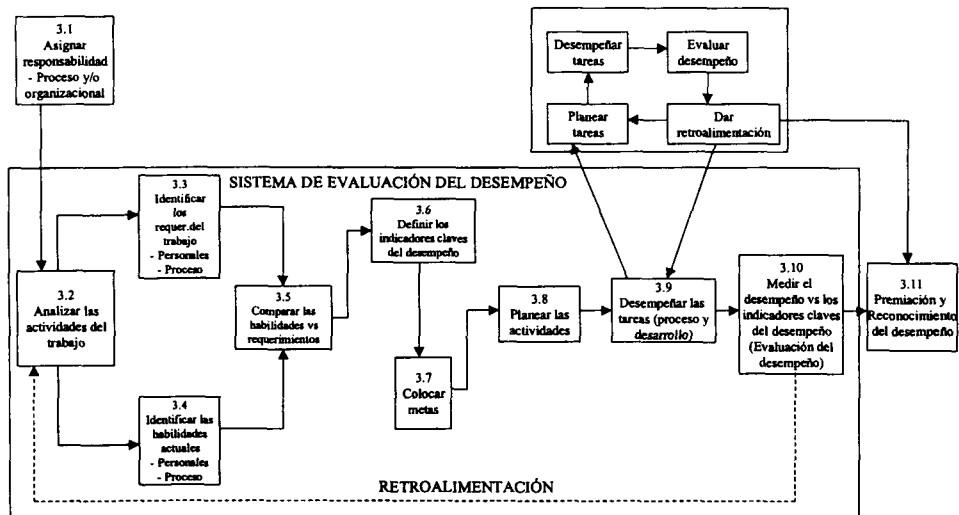 3.1
Asignar
responsabilidad
- Proceso y/o
organizacional
Desempeñar
tareas
Evaluar
desempeño
Planear
tareas
Dar
retroalimentación
SISTEMA DE EVALUACIÓN DEL DESEMPEÑO
3.2
Analizar las
actividades del
trabajo
3.3
Identificar
los
requer.del
trabajo
- Personales
- Proceso
3.4
Identificar las
habilidades
actuales
- Personales
- Proceso
3.5
Comparar las
habilidades vs
requerimientos
3.6
Definir los
indicadores claves
del desempeño
3.7
Colocar
metas
3.8
Planear las
actividades
3.9
Desempeñar las
tareas (proceso y
desarrollo)
3.10
Medir el
desempeño vs los
indicadores claves
del desempeño
(Evaluación del
desempeño)
3.11
Premiación y
Reconocimiento
del desempeño
RETROALIMENTACIÓN